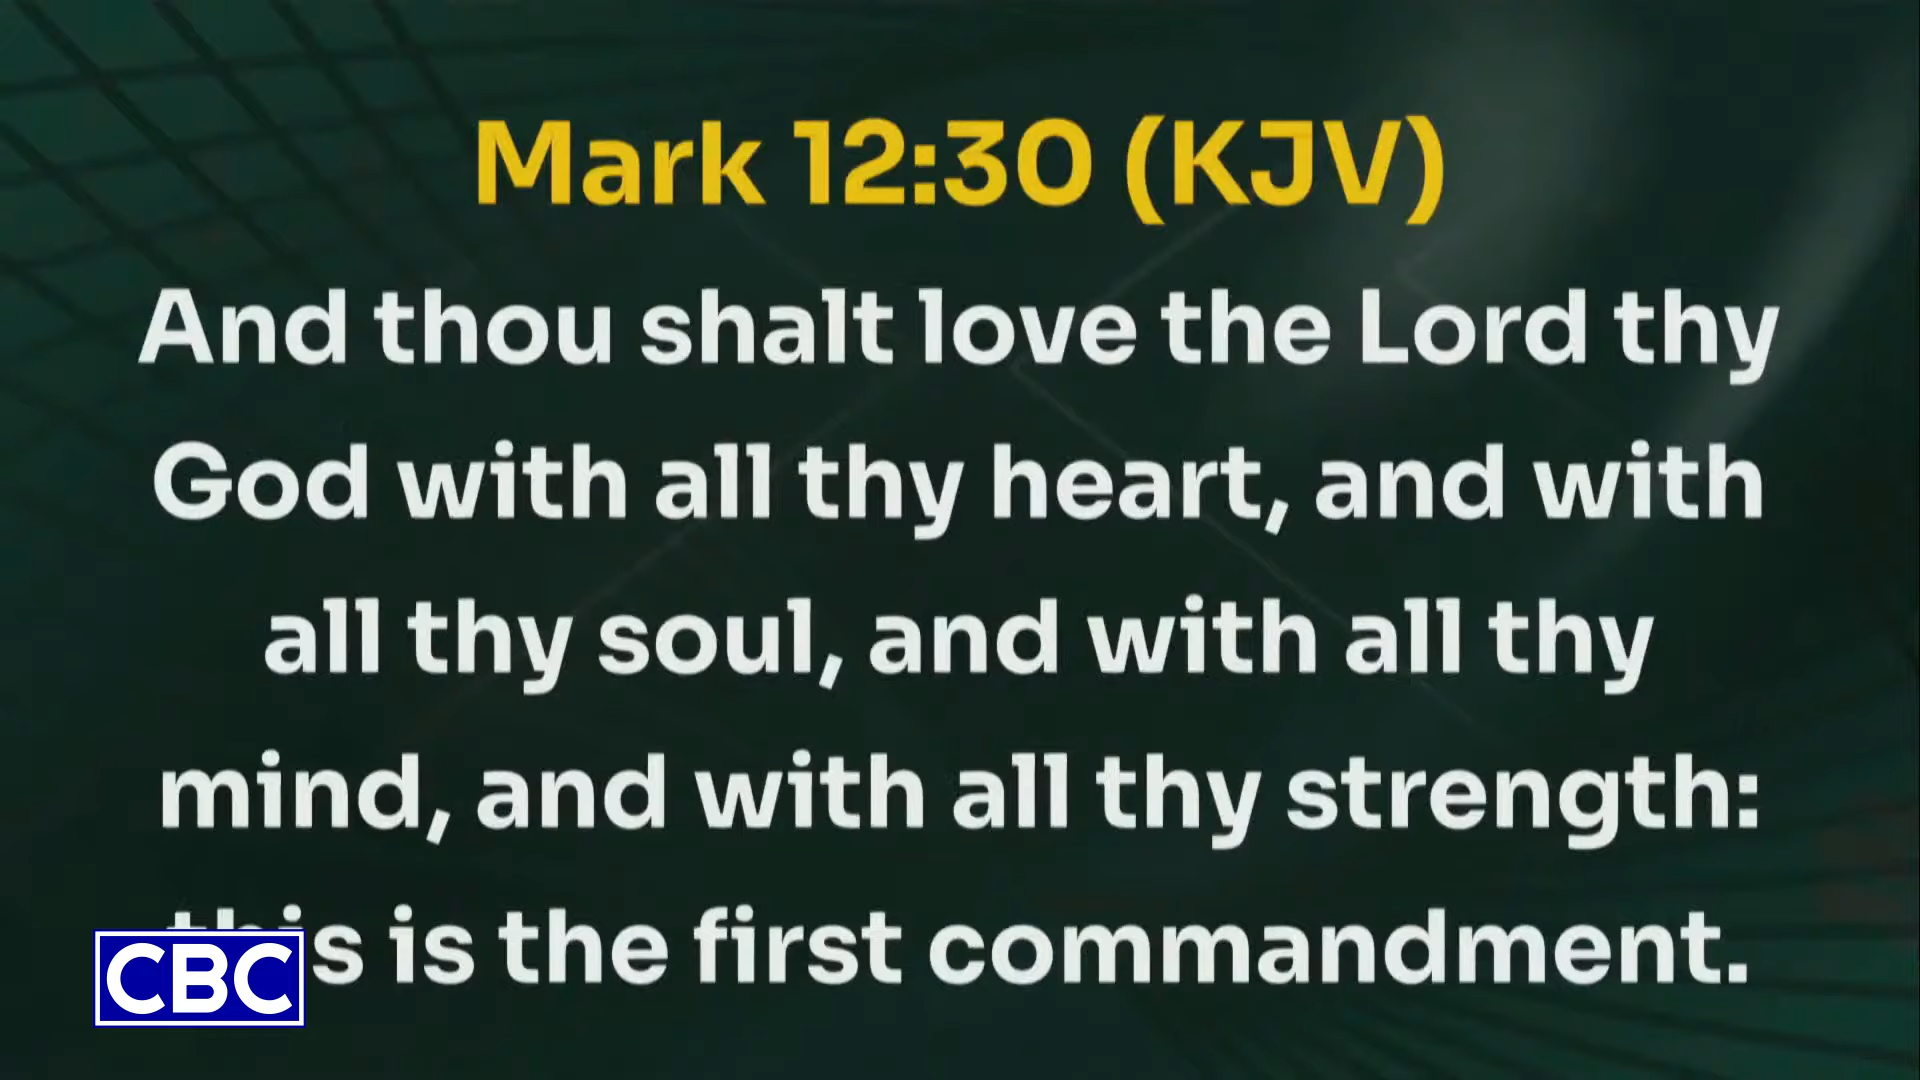 Mark 12:30 (KJV)
And thou shalt love the Lord thy
God with all thy heart, and with
all thy soul, and with all thy
mind, and with all thy strength:
this is the first commandment.
CBC